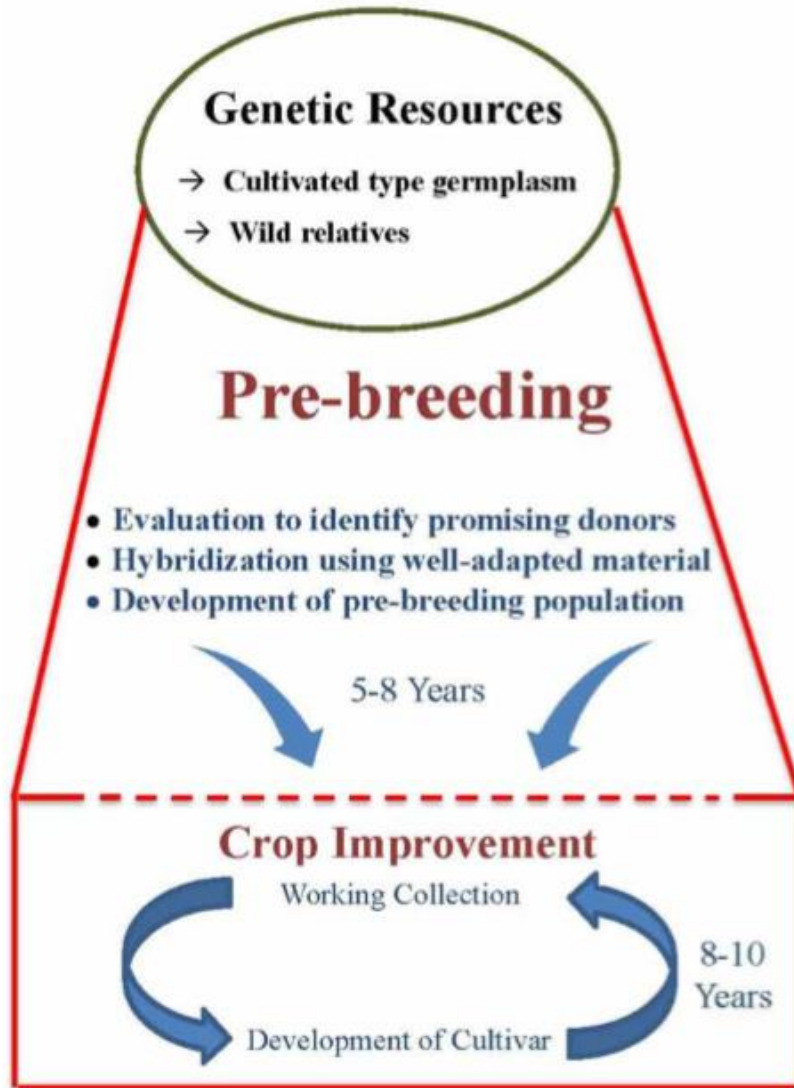 Genetic Resources
→ Cultivated type germplasm
→ Wild relatives
Pre-breeding
• Evaluation to identify promising donors
• Hybridization using well-adapted material
• Development of pre-breeding population
5-8 Years
Crop Improvement
Working Collection
8-10
Years
Development of Cultivar